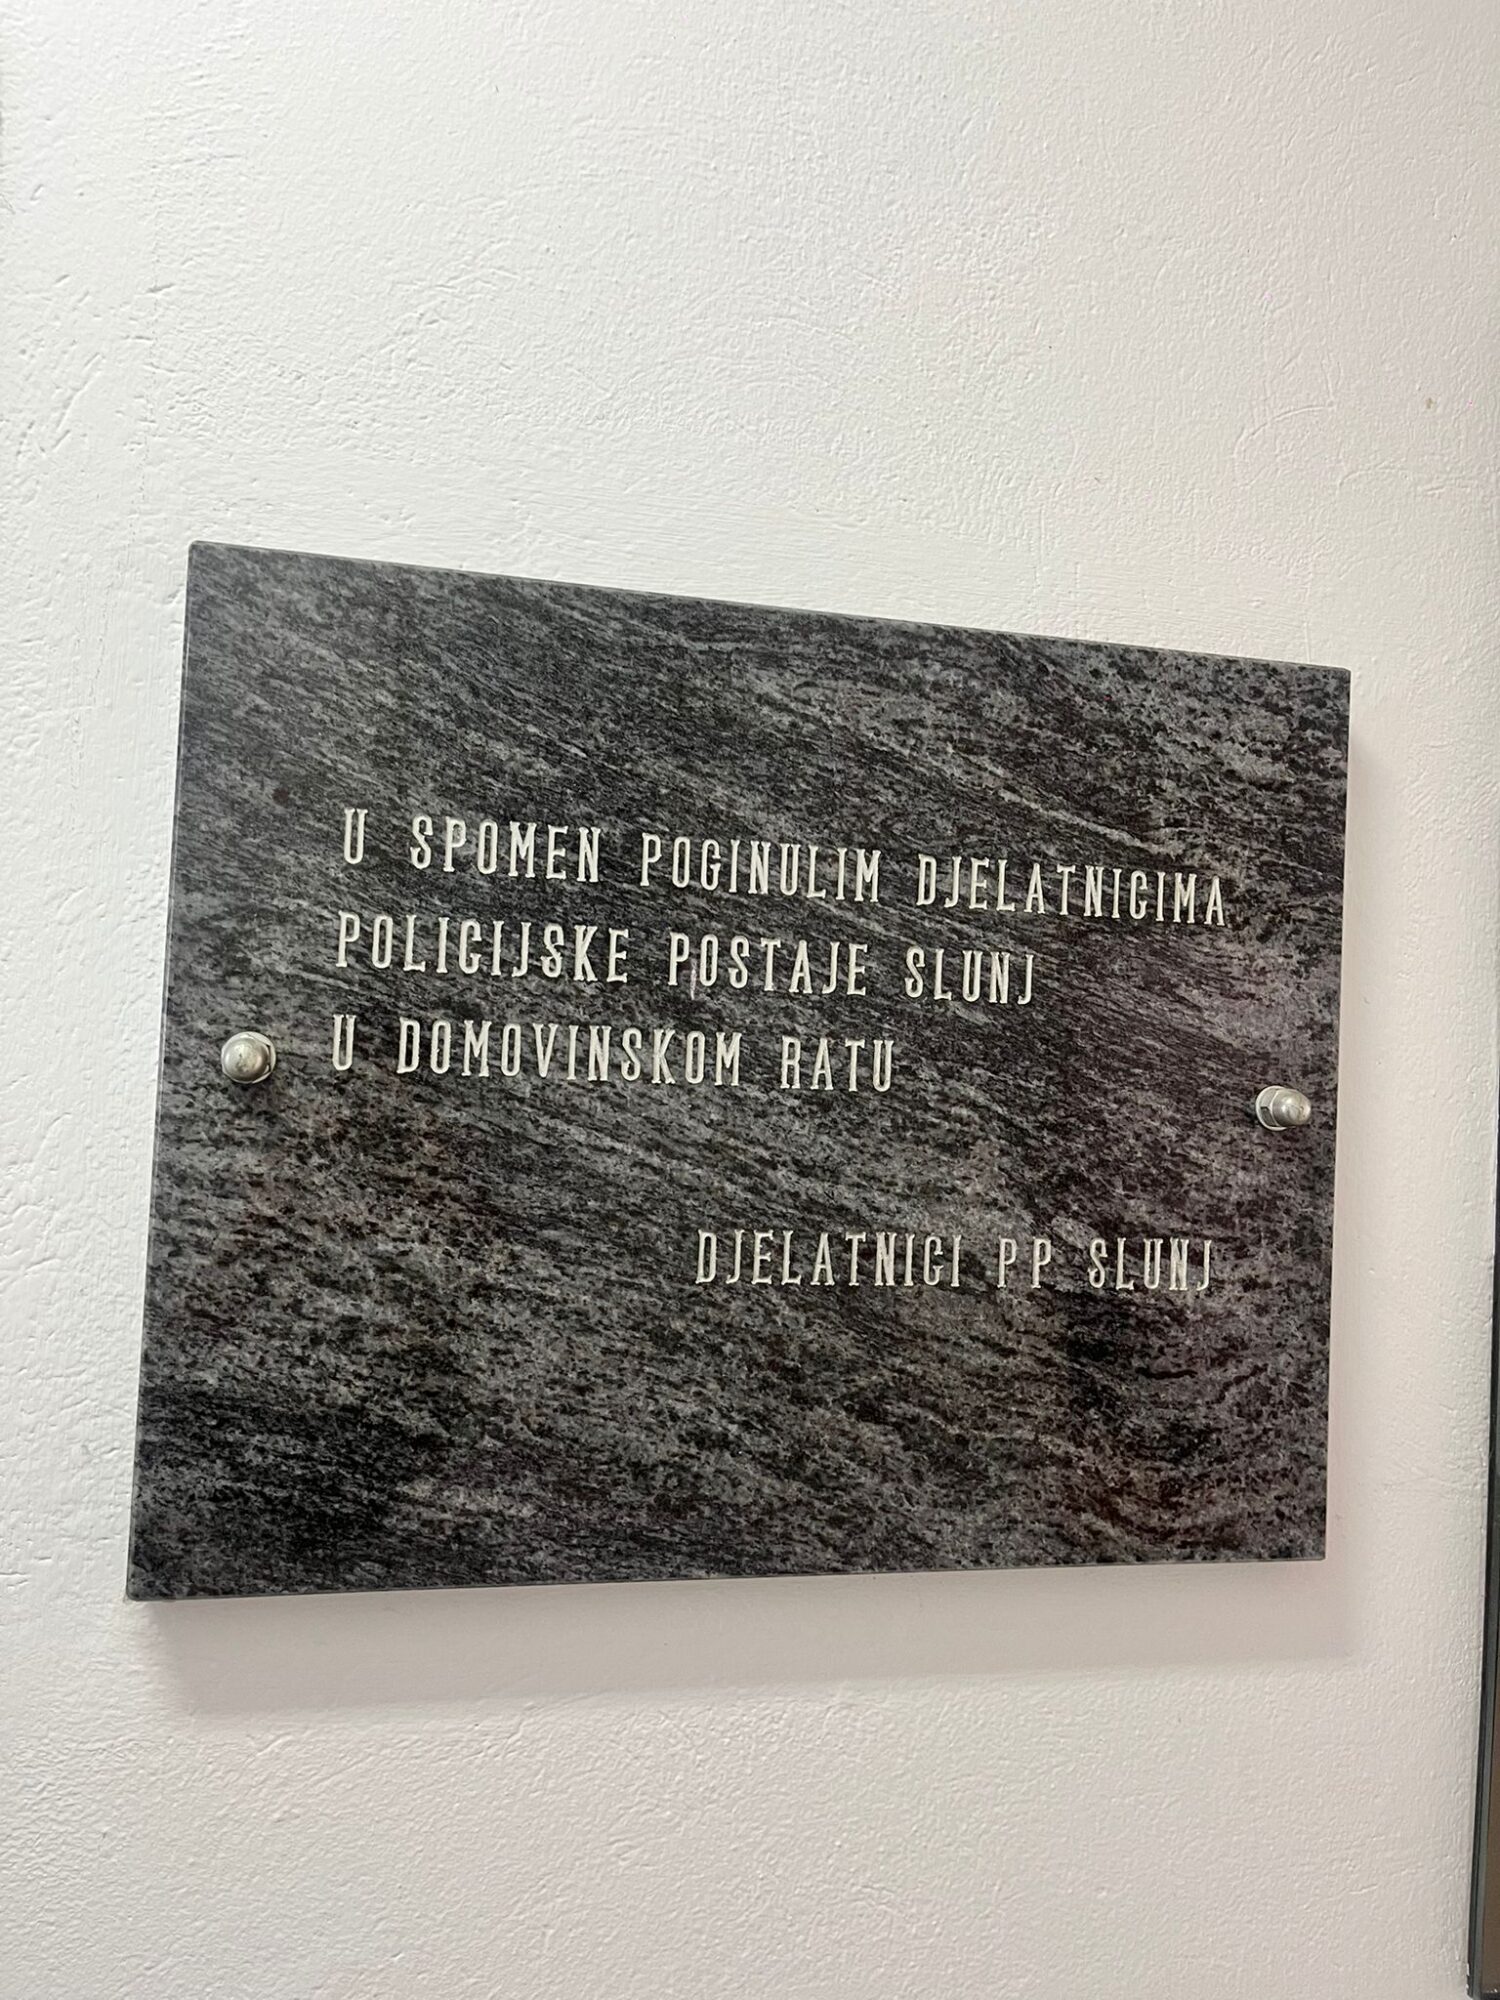 U SPOMEN POGINULIM DJELATNICIMA
POLICIJSKE POSTAJE SLUNJ
U DOMOVINSKOM RATU
DJELATNICI PP SLUNJ